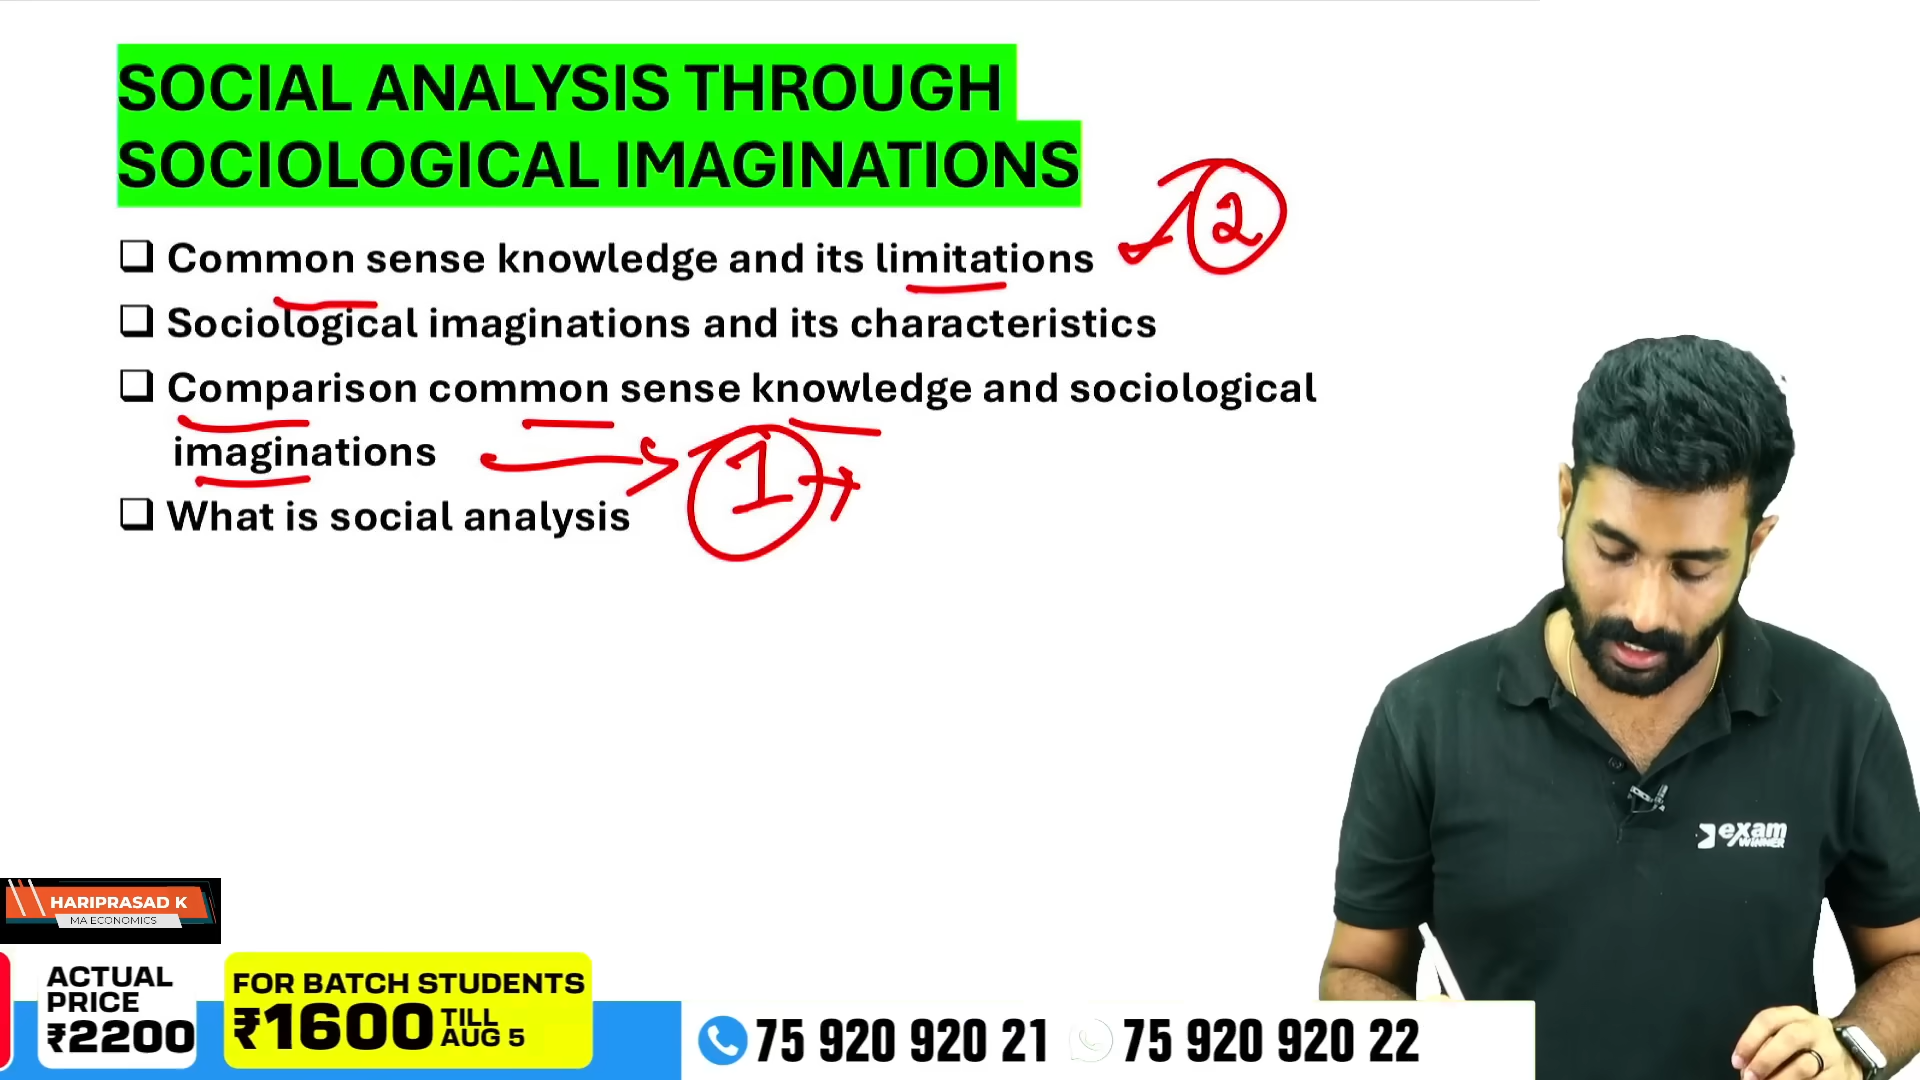 SOCIAL ANALYSIS THROUGH
SOCIOLOGICAL IMAGINATIONS
2
❑ Common sense knowledge and its limitations
❑ Sociological imaginations and its characteristics
❑ Comparison common sense knowledge and sociological
imaginations
1
❑ What is social analysis
exam
WINNER
HARIPRASAD K
MA ECONOMICS
ACTUAL
PRICE
₹2200
FOR BATCH STUDENTS
₹1600 TILL
AUG 5
75 920 920 21
75 920 920 22